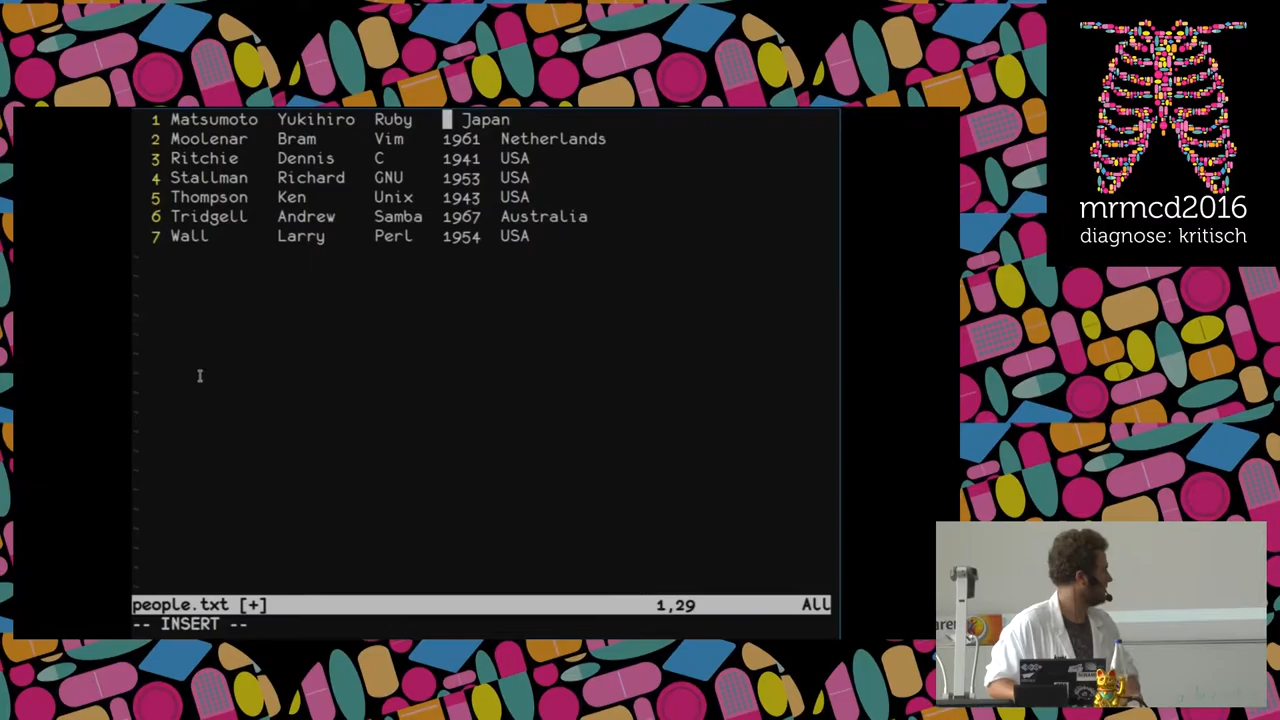 1 Matsumoto Yukihiro Ruby Japan
2 Moolenar Bram Vim 1961 Netherlands
3 Ritchie Dennis C 1941 USA
4 Stallman Richard GNU 1953 USA
5 Thompson Ken Unix 1943 USA
6 Tridgell Andrew Samba 1967 Australia
7 Wall Larry Perl 1954 USA
people.txt [+] 1,29 All
-- INSERT --
mrmcd2016
diagnose: kritisch